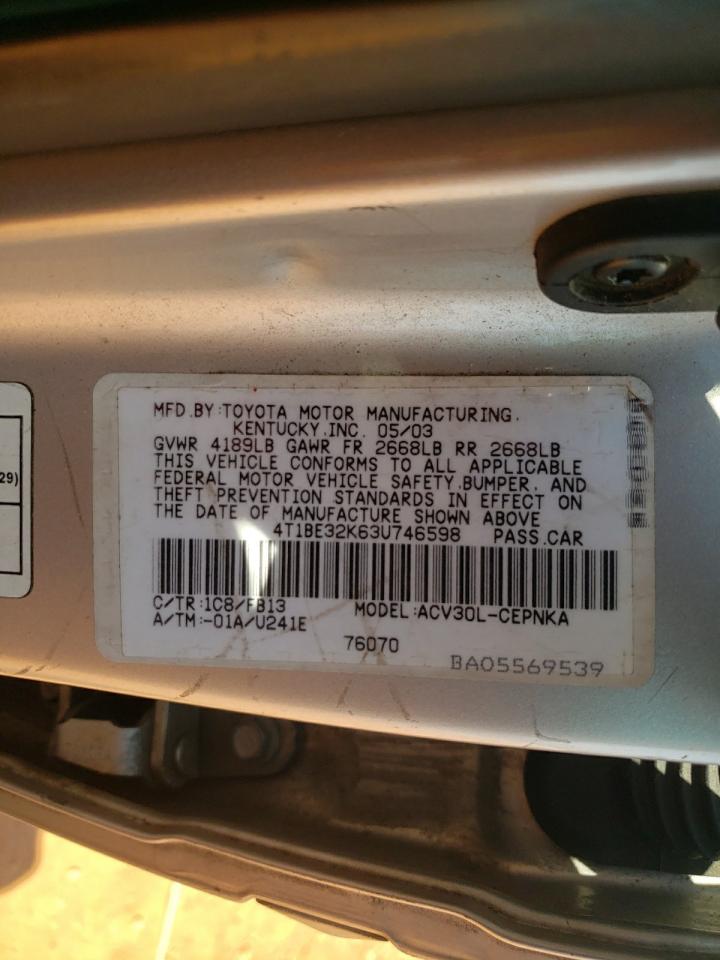 MFD.BY:TOYOTA MOTOR MANUFACTURING.
KENTUCKY.INC. 05/03
GVWR 4189LB GAWR FR 2668LB RR 2668LB
THIS VEHICLE CONFORMS TO ALL APPLICABLE
FEDERAL MOTOR VEHICLE SAFETY.BUMPER, AND
THEFT PREVENTION STANDARDS IN EFFECT ON
THE DATE OF MANUFACTURE SHOWN ABOVE
4T1BE32K63U746598 PASS.CAR
C/TR:1C8/FB13 MODEL:ACV30L-CEPNKA
A/TM:-01A/U241E
76070
BA05569539
29)